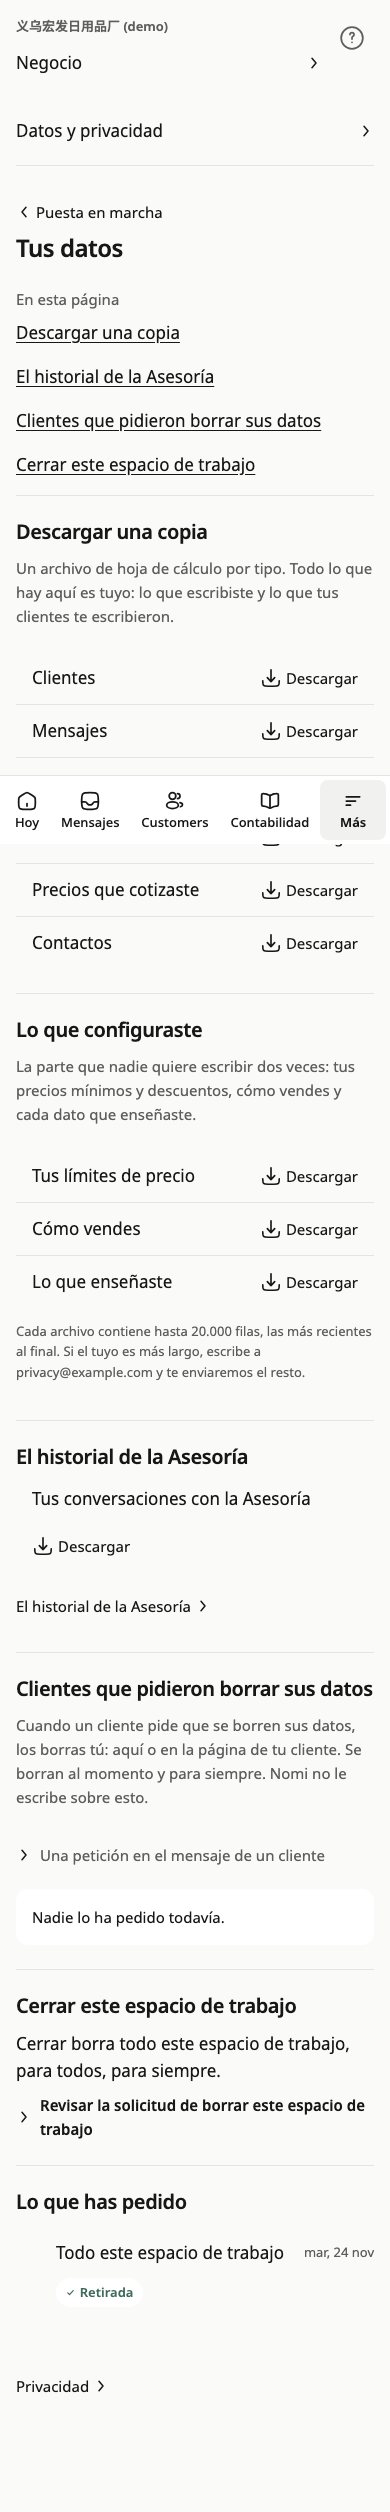 义乌宏发日用品厂 (demo)
Negocio
Datos y privacidad
Puesta en marcha
Tus datos
En esta página
Descargar una copia
El historial de la Asesoría
Clientes que pidieron borrar sus datos
Cerrar este espacio de trabajo
Descargar una copia
Un archivo de hoja de cálculo por tipo. Todo lo que
hay aquí es tuyo: lo que escribiste y lo que tus
clientes te escribieron.
Clientes Descargar
Mensajes Descargar
Hoy Mensajes Customers Contabilidad Más
Precios que cotizaste Descargar
Contactos Descargar
Lo que configuraste
La parte que nadie quiere escribir dos veces: tus
precios mínimos y descuentos, cómo vendes y
cada dato que enseñaste.
Tus límites de precio Descargar
Cómo vendes Descargar
Lo que enseñaste Descargar
Cada archivo contiene hasta 20.000 filas, las más recientes
al final. Si el tuyo es más largo, escribe a
privacy@example.com y te enviaremos el resto.
El historial de la Asesoría
Tus conversaciones con la Asesoría
Descargar
El historial de la Asesoría
Clientes que pidieron borrar sus datos
Cuando un cliente pide que se borren sus datos,
los borras tú: aquí o en la página de tu cliente. Se
borran al momento y para siempre. Nomi no le
escribe sobre esto.
Una petición en el mensaje de un cliente
Nadie lo ha pedido todavía.
Cerrar este espacio de trabajo
Cerrar borra todo este espacio de trabajo,
para todos, para siempre.
Revisar la solicitud de borrar este espacio de
trabajo
Lo que has pedido
Todo este espacio de trabajo mar, 24 nov
Retirada
Privacidad